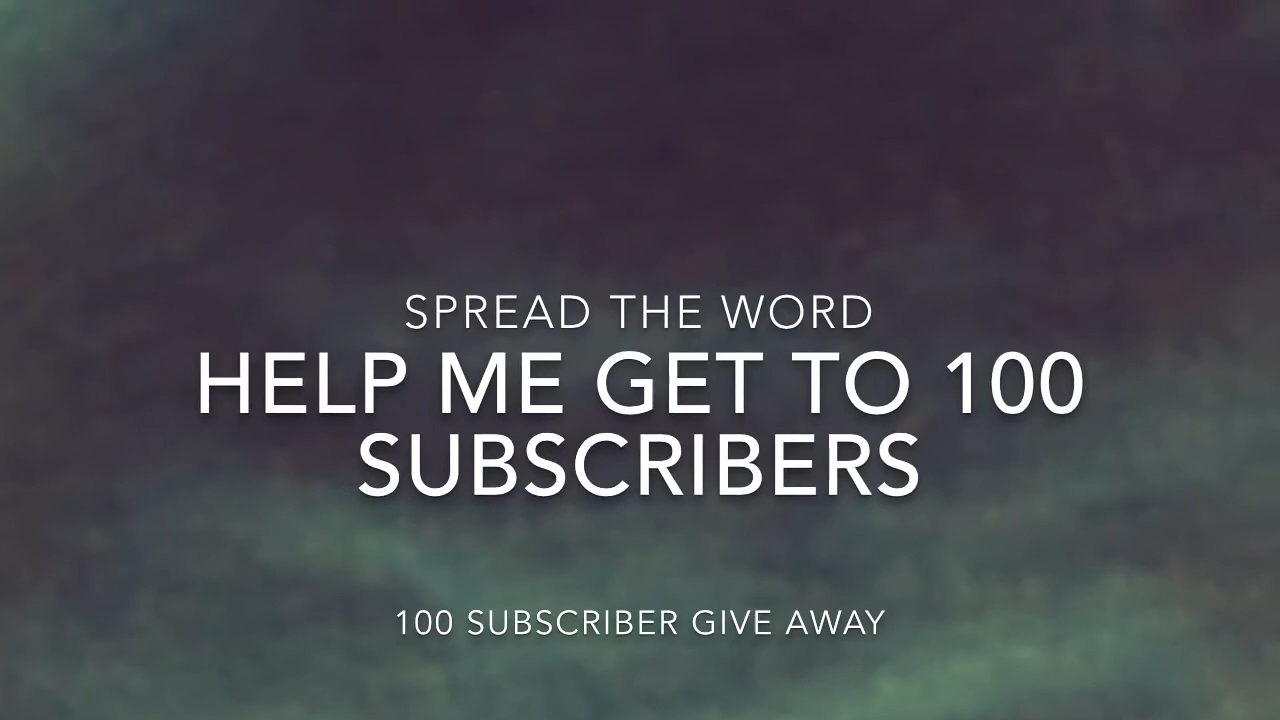 SPREAD THE WORD
HELP ME GET TO 100
SUBSCRIBERS
100 SUBSCRIBER GIVE AWAY